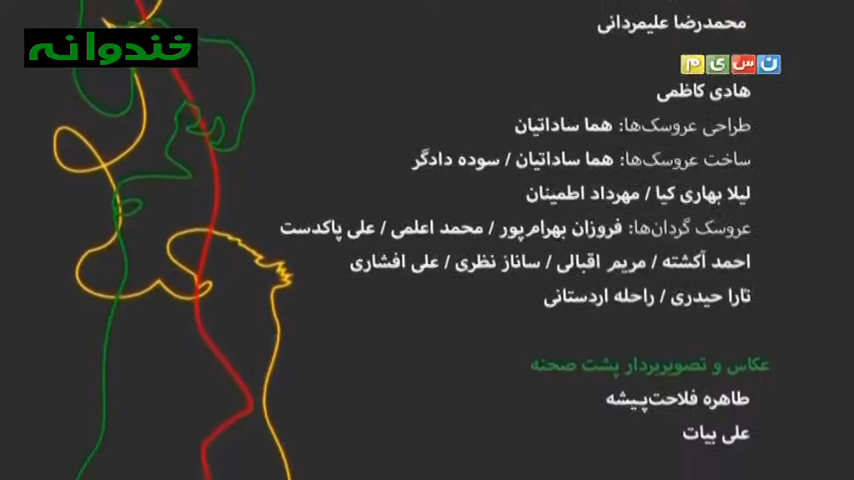 خندوانه
محمدرضا علیمردانی
نسیم
هادی کاظمی
طراحی عروسک‌ها: هما ساداتیان
ساخت عروسک‌ها: هما ساداتیان / سوده دادگر
لیلا بهاری کیا / مهرداد اطمینان
عروسک گردان‌ها: فروزان بهرام‌پور / محمد اعلمی / علی پاکدست
احمد آکشته / مریم اقبالی / ساناز نظری / علی افشاری
تارا حیدری / راحله اردستانی
عکاس و تصویربردار پشت صحنه
طاهره فلاحت‌پیشه
علی بیات